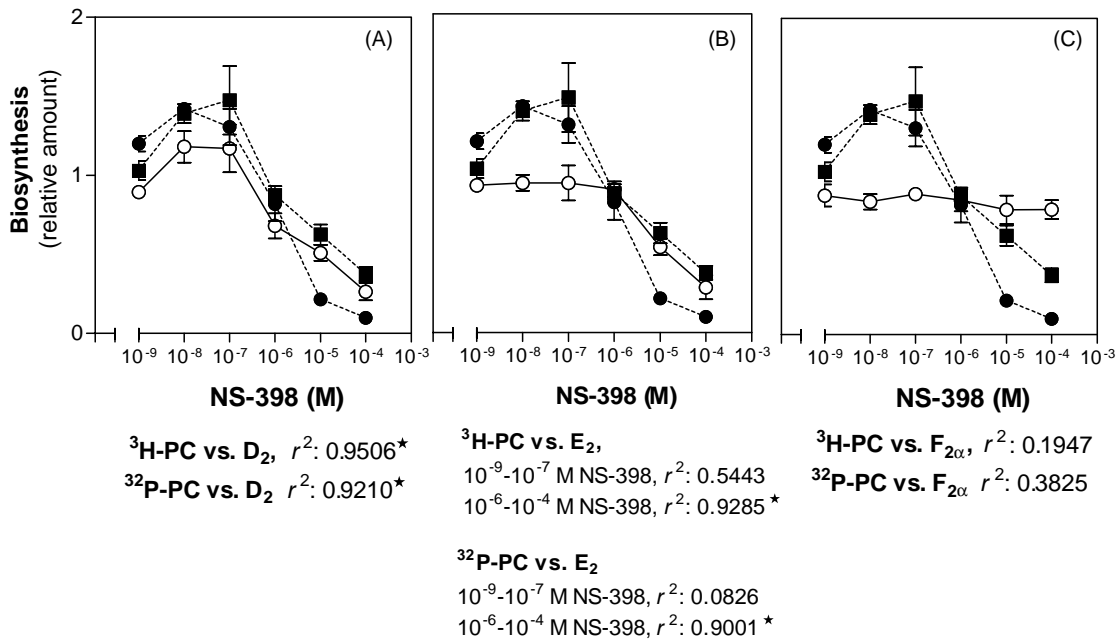 (A)
(B)
(C)
Biosynthesis
(relative amount)
2
1
0
10⁻⁹ 10⁻⁸ 10⁻⁷ 10⁻⁶ 10⁻⁵ 10⁻⁴ 10⁻³
10⁻⁹ 10⁻⁸ 10⁻⁷ 10⁻⁶ 10⁻⁵ 10⁻⁴ 10⁻³
10⁻⁹ 10⁻⁸ 10⁻⁷ 10⁻⁶ 10⁻⁵ 10⁻⁴ 10⁻³
NS-398 (M)
NS-398 (M)
NS-398 (M)
³H-PC vs. D₂, r²: 0.9506★
³²P-PC vs. D₂ r²: 0.9210★
³H-PC vs. E₂,
10⁻⁹-10⁻⁷ M NS-398, r²: 0.5443
10⁻⁶-10⁻⁴ M NS-398, r²: 0.9285★
³²P-PC vs. E₂
10⁻⁹-10⁻⁷ M NS-398, r²: 0.0826
10⁻⁶-10⁻⁴ M NS-398, r²: 0.9001★
³H-PC vs. F₂α, r²: 0.1947
³²P-PC vs. F₂α r²: 0.3825